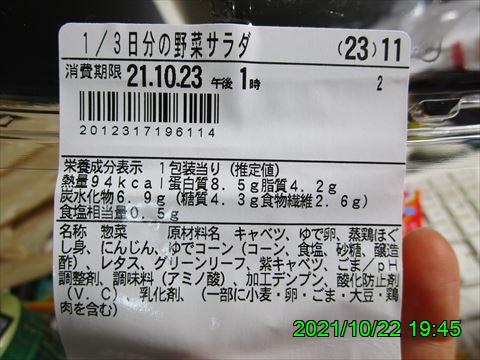 1/3日分の野菜サラダ (23)11
消費期限 21.10.23 午後 1時
2
2012317196114
栄養成分表示 1包装当り(推定値)
熱量94kcal蛋白質8.5g脂質4.2g
炭水化物6.9g(糖質4.3g食物繊維2.6g)
食塩相当量0.5g
名称 惣菜 原材料名 キャベツ、ゆで卵、蒸鶏ほぐ
し身、にんじん、ゆでコーン(コーン、食塩、砂糖、醸造
酢)、レタス、グリーンリーフ、紫キャベツ、ごま/pH
調整剤、調味料(アミノ酸)、加工デンプン、酸化防止剤
(V.C)、乳化剤、(一部に小麦・卵・ごま・大豆・鶏
肉を含む)
2021/10/22 19:45